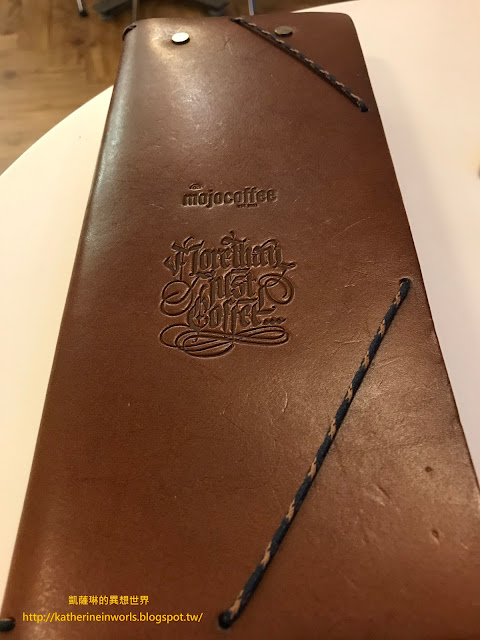 mojocoffee
More than
Just
Coffee...
凱薩琳的異想世界
http://katherineinworls.blogspot.tw/